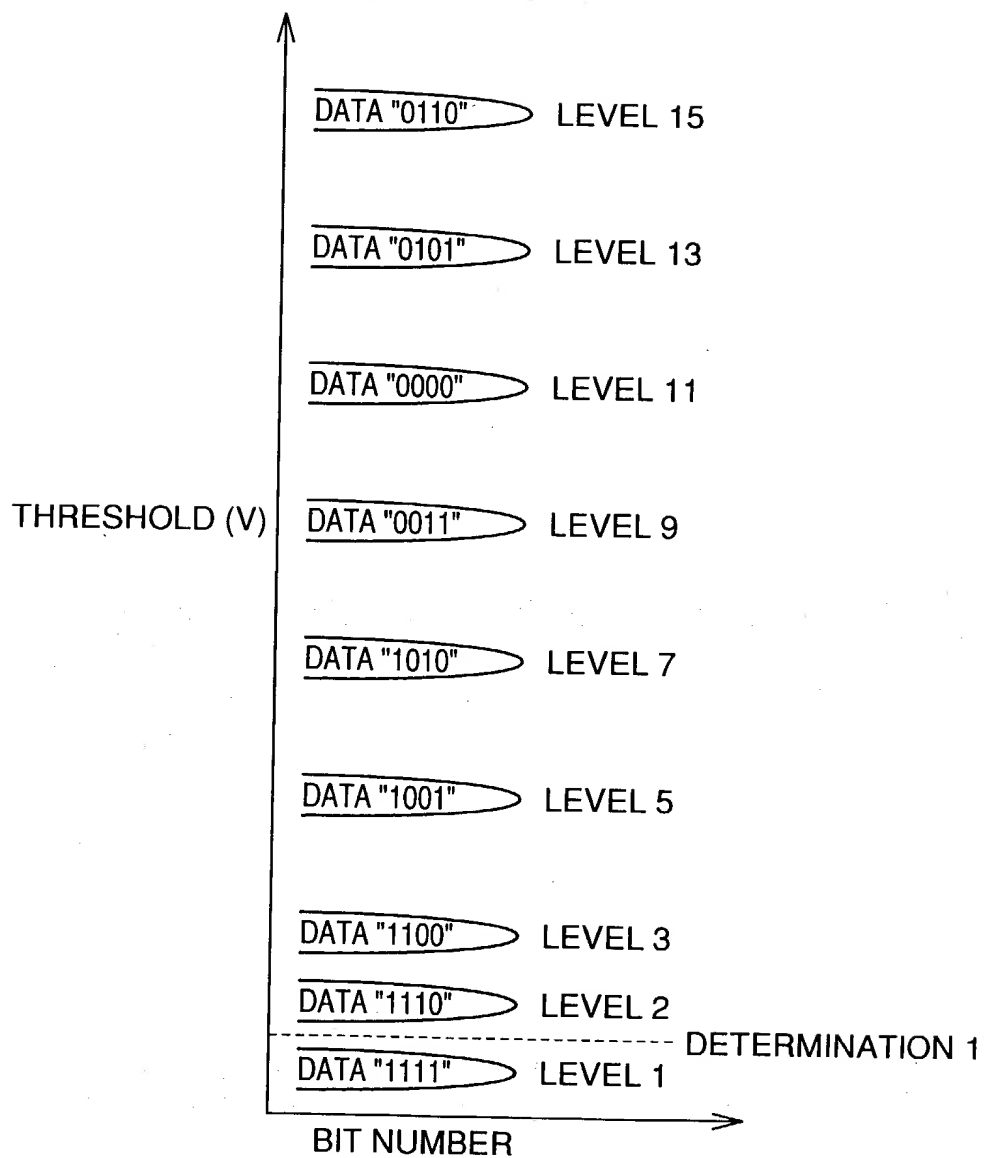 DATA "0110" LEVEL 15
DATA "0101" LEVEL 13
DATA "0000" LEVEL 11
THRESHOLD (V) DATA "0011" LEVEL 9
DATA "1010" LEVEL 7
DATA "1001" LEVEL 5
DATA "1100" LEVEL 3
DATA "1110" LEVEL 2
DETERMINATION 1
DATA "1111" LEVEL 1
BIT NUMBER